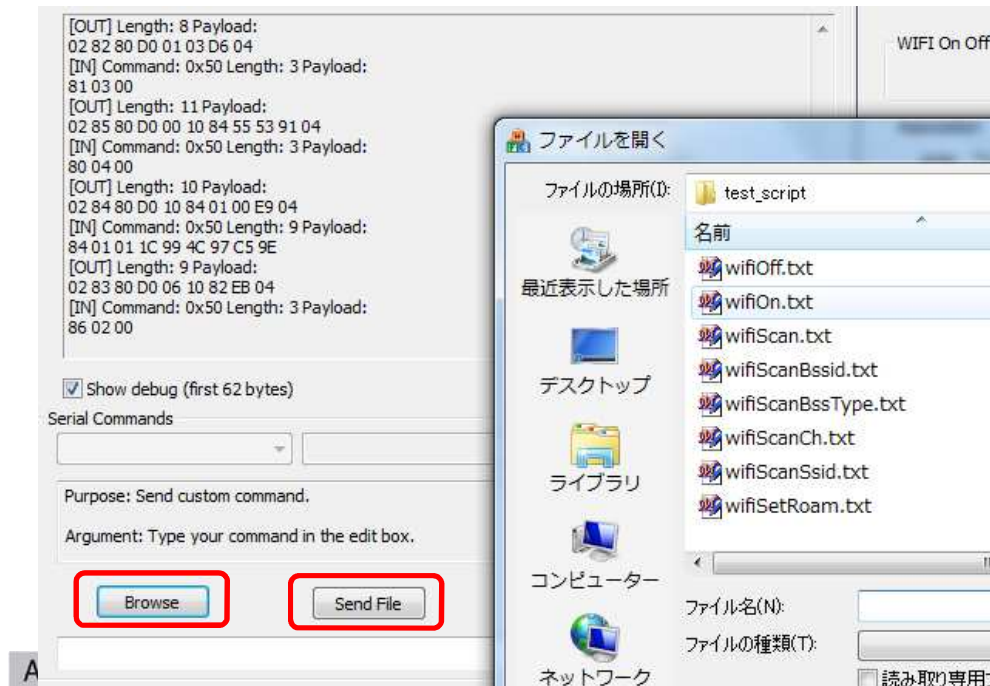 [OUT] Length: 8 Payload:
02 82 80 D0 01 03 D6 04
[IN] Command: 0x50 Length: 3 Payload:
81 03 00
[OUT] Length: 11 Payload:
02 85 80 D0 00 10 84 55 53 91 04
[IN] Command: 0x50 Length: 3 Payload:
80 04 00
[OUT] Length: 10 Payload:
02 84 80 D0 10 84 01 00 E9 04
[IN] Command: 0x50 Length: 9 Payload:
84 01 01 1C 99 4C 97 C5 9E
[OUT] Length: 9 Payload:
02 83 80 D0 06 10 82 EB 04
[IN] Command: 0x50 Length: 3 Payload:
86 02 00
Show debug (first 62 bytes)
Serial Commands
Purpose: Send custom command.
Argument: Type your command in the edit box.
Browse
Send File
A
WIFI On Off
ファイルを開く
ファイルの場所(I):
test_script
最近表示した場所
デスクトップ
ライブラリ
コンピューター
ネットワーク
名前
wifiOff.txt
wifiOn.txt
wifiScan.txt
wifiScanBssid.txt
wifiScanBssType.txt
wifiScanCh.txt
wifiScanSsid.txt
wifiSetRoam.txt
ファイル名(N):
ファイルの種類(T):
読み取り専用